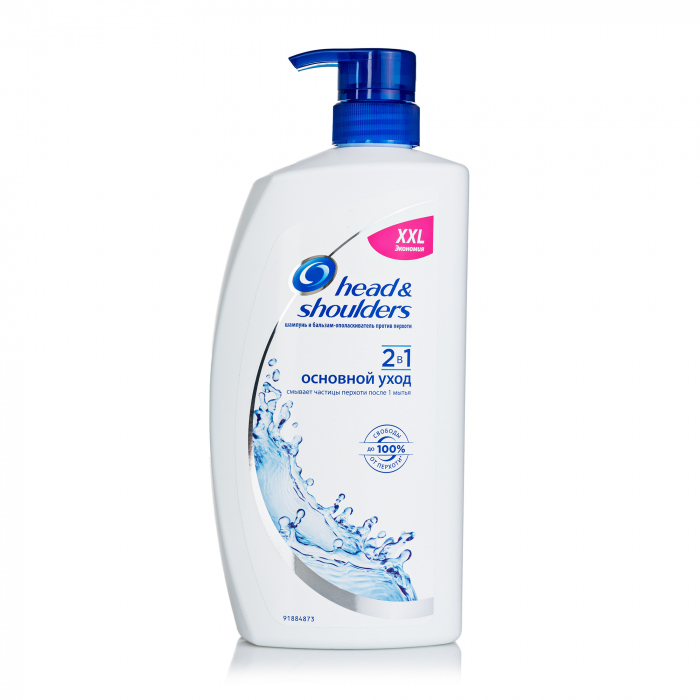 XXL
Экономия
head &
shoulders
шампунь и бальзам-ополаскиватель против перхоти
2в1
ОСНОВНОЙ УХОД
смывает частицы перхоти после 1 мытья
СВОБОДЫ
ДО 100%
ОТ ПЕРХОТИ
91884873